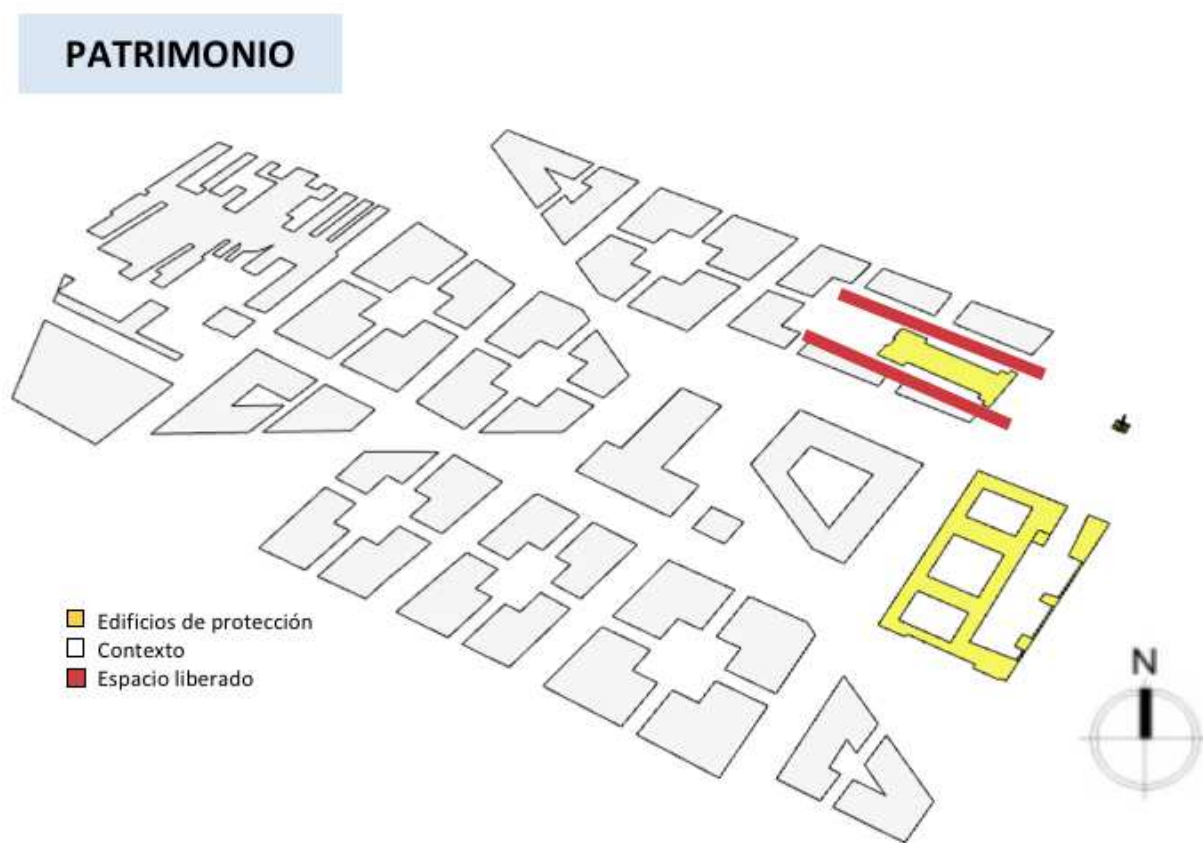 PATRIMONIO
Edificios de protección
Contexto
Espacio liberado
N